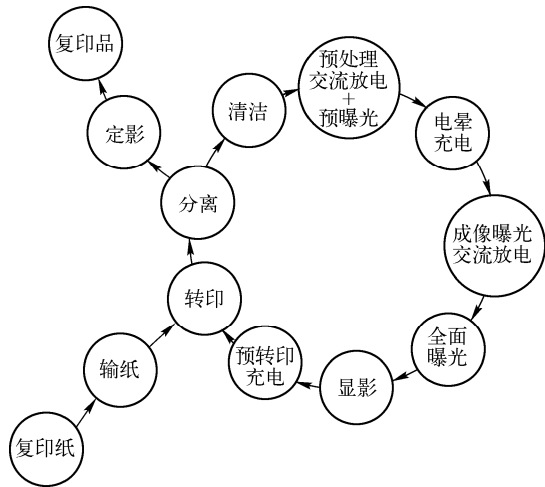 复印品
定影
清洁
预处理
交流放电
+
预曝光
电晕
充电
分离
成像曝光
交流放电
转印
全面
曝光
预转印
充电
输纸
显影
复印纸